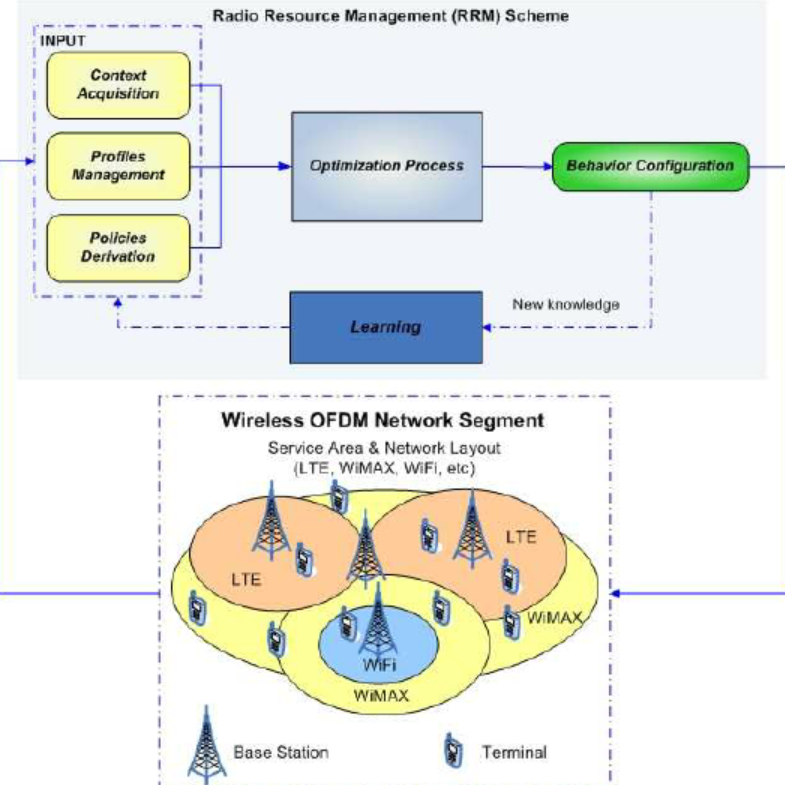 Radio Resource Management (RRM) Scheme
INPUT
Context
Acquisition
Profiles
Management
Policies
Derivation
Optimization Process
Behavior Configuration
Learning
New knowledge
Wireless OFDM Network Segment
Service Area & Network Layout
(LTE, WiMAX, WiFi, etc)
LTE
LTE
WiMAX
WiFi
WiMAX
Base Station
Terminal